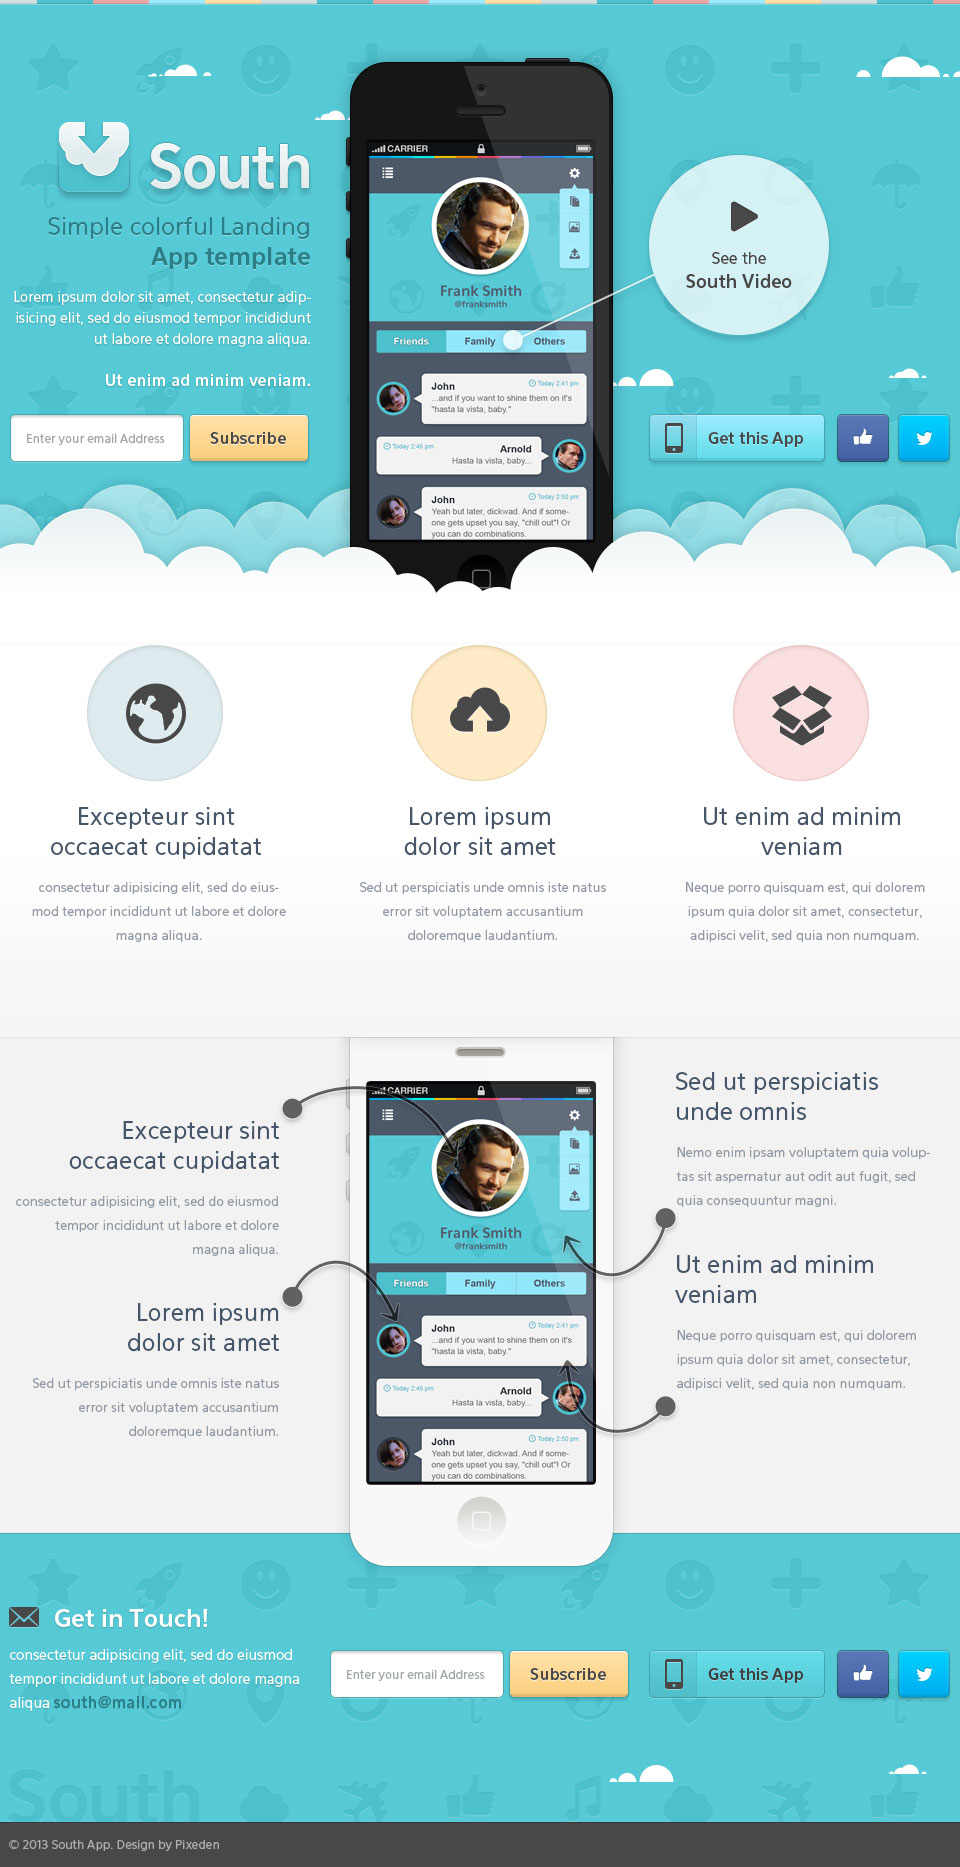 South
Simple colorful Landing
App template
Lorem ipsum dolor sit amet, consectetur adip-
isicing elit, sed do eiusmod tempor incididunt
ut labore et dolore magna aliqua.
Ut enim ad minim veniam.
Enter your email Address
Subscribe
CARRIER
Frank Smith
@franksmith
Friends
Family
Others
John
Today 2:41 pm
...and if you want to shine them on it's
"hasta la vista, baby."
Today 2:46 pm
Arnold
Hasta la vista, baby...
John
Today 2:50 pm
Yeah but later, dickwad. And if some-
one gets upset you say, "chill out"! Or
you can do combinations.
See the
South Video
Get this App
Excepteur sint
occaecat cupidatat
consectetur adipisicing elit, sed do eius-
mod tempor incididunt ut labore et dolore
magna aliqua.
Lorem ipsum
dolor sit amet
Sed ut perspiciatis unde omnis iste natus
error sit voluptatem accusantium
doloremque laudantium.
Ut enim ad minim
veniam
Neque porro quisquam est, qui dolorem
ipsum quia dolor sit amet, consectetur,
adipisci velit, sed quia non numquam.
Excepteur sint
occaecat cupidatat
consectetur adipisicing elit, sed do eiusmod
tempor incididunt ut labore et dolore
magna aliqua.
Lorem ipsum
dolor sit amet
Sed ut perspiciatis unde omnis iste natus
error sit voluptatem accusantium
doloremque laudantium.
CARRIER
Frank Smith
@franksmith
Friends
Family
Others
John
Today 2:41 pm
...and if you want to shine them on it's
"hasta la vista, baby."
Today 2:46 pm
Arnold
Hasta la vista, baby...
John
Today 2:50 pm
Yeah but later, dickwad. And if some-
one gets upset you say, "chill out"! Or
you can do combinations.
Sed ut perspiciatis
unde omnis
Nemo enim ipsam voluptatem quia volup-
tas sit aspernatur aut odit aut fugit, sed
quia consequuntur magni.
Ut enim ad minim
veniam
Neque porro quisquam est, qui dolorem
ipsum quia dolor sit amet, consectetur,
adipisci velit, sed quia non numquam.
Get in Touch!
consectetur adipisicing elit, sed do eiusmod
tempor incididunt ut labore et dolore magna
aliqua south@mail.com
Enter your email Address
Subscribe
Get this App
South
© 2013 South App. Design by Pixeden